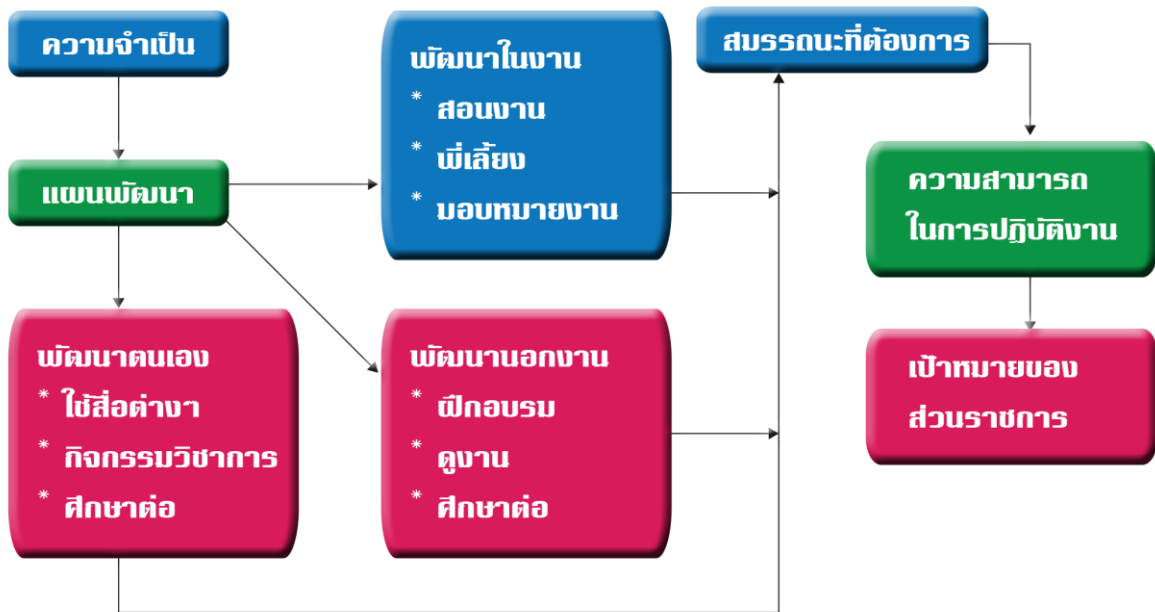 ความจำเป็น
แผนพัฒนา
พัฒนาในงาน
* สอนงาน
* พี่เลี้ยง
* มอบหมายงาน
พัฒนาตนเอง
* ใช้สื่อต่างๆ
* กิจกรรมวิชาการ
* ศึกษาต่อ
พัฒนานอกงาน
* ฝึกอบรม
* ดูงาน
* ศึกษาต่อ
สมรรถนะที่ต้องการ
ความสามารถ
ในการปฏิบัติงาน
เป้าหมายของ
ส่วนราชการ